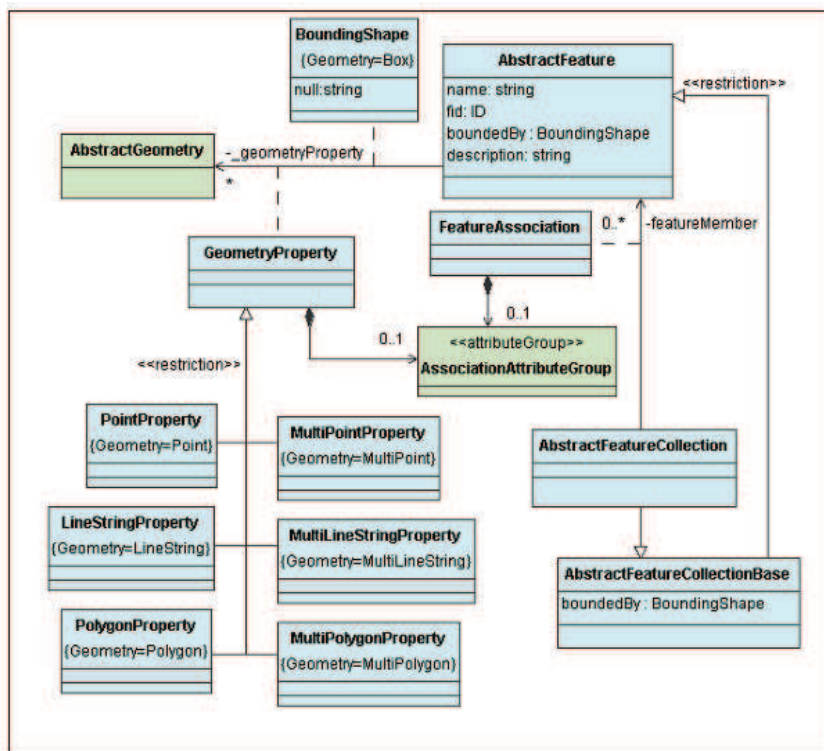 BoundingShape
{Geometry=Box}
null:string
AbstractFeature
name: string
fid: ID
boundedBy : BoundingShape
description: string
<<restriction>>
AbstractGeometry
-_geometryProperty
*
GeometryProperty
FeatureAssociation
0..*
-featureMember
0..1
0..1
<<attributeGroup>>
AssociationAttributeGroup
<<restriction>>
PointProperty
{Geometry=Point}
MultiPointProperty
{Geometry=MultiPoint}
AbstractFeatureCollection
LineStringProperty
{Geometry=LineString}
MultiLineStringProperty
{Geometry=MultiLineString}
AbstractFeatureCollectionBase
boundedBy : BoundingShape
PolygonProperty
{Geometry=Polygon}
MultiPolygonProperty
{Geometry=MultiPolygon}